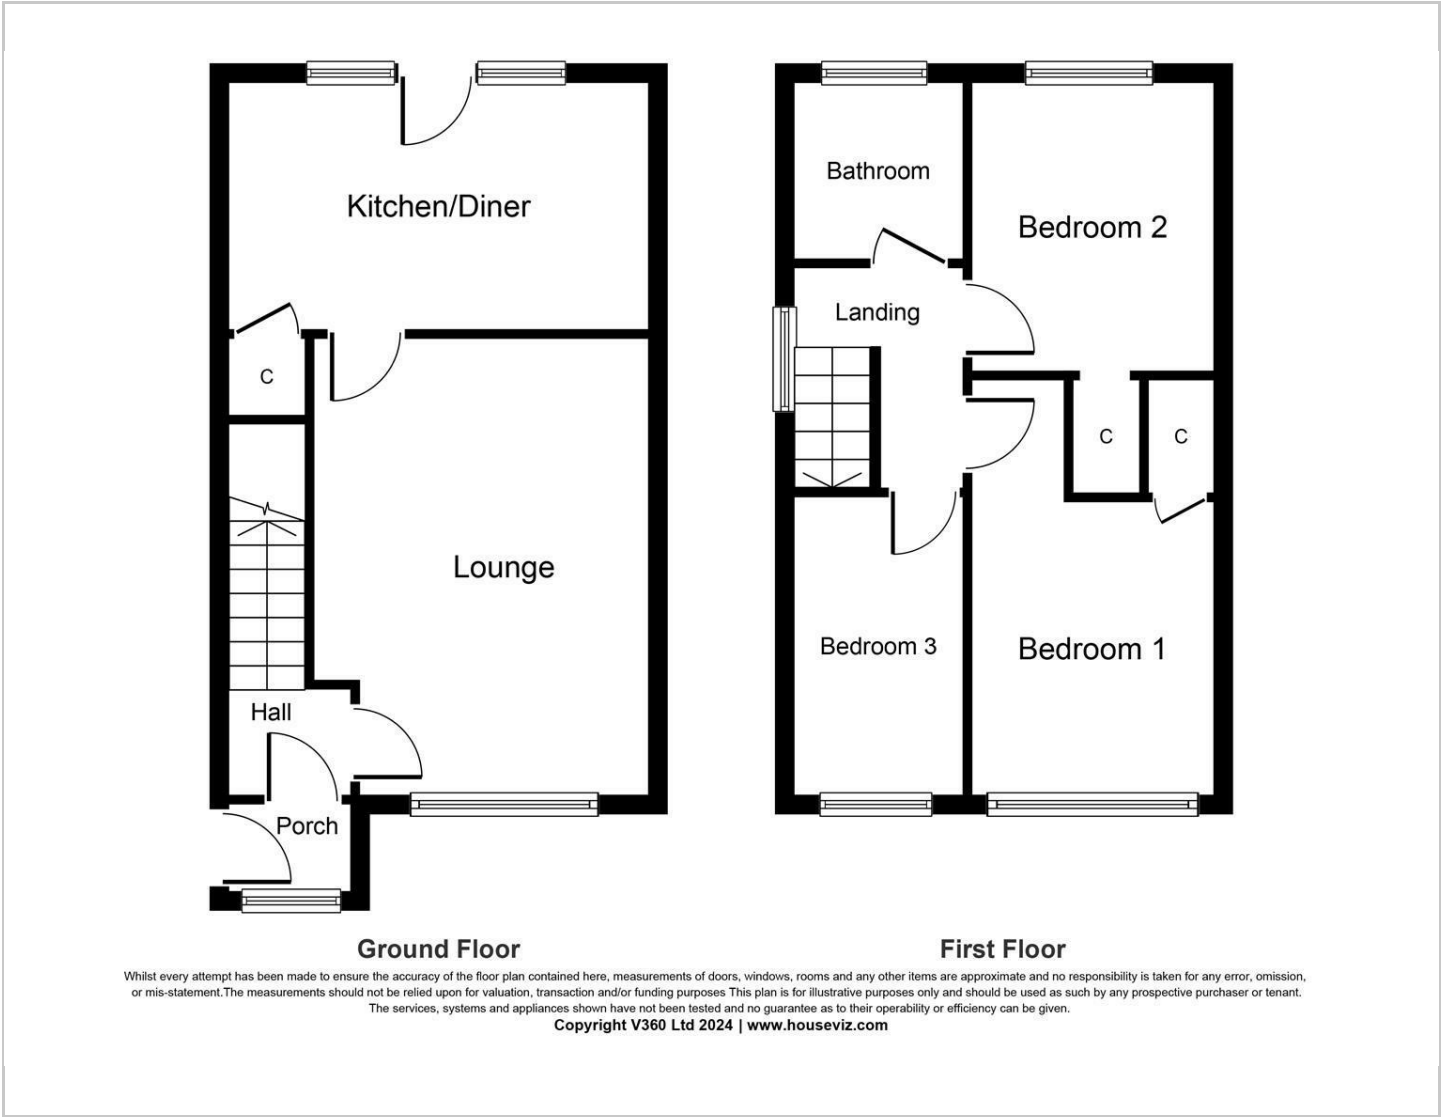 Kitchen/Diner
C
Lounge
Hall
Porch
Ground Floor
Bathroom
Bedroom 2
Landing
C
C
Bedroom 3
Bedroom 1
First Floor
Whilst every attempt has been made to ensure the accuracy of the floor plan contained here, measurements of doors, windows, rooms and any other items are approximate and no responsibility is taken for any error, omission,
or mis-statement.The measurements should not be relied upon for valuation, transaction and/or funding purposes This plan is for illustrative purposes only and should be used as such by any prospective purchaser or tenant.
The services, systems and appliances shown have not been tested and no guarantee as to their operability or efficiency can be given.
Copyright V360 Ltd 2024 | www.houseviz.com